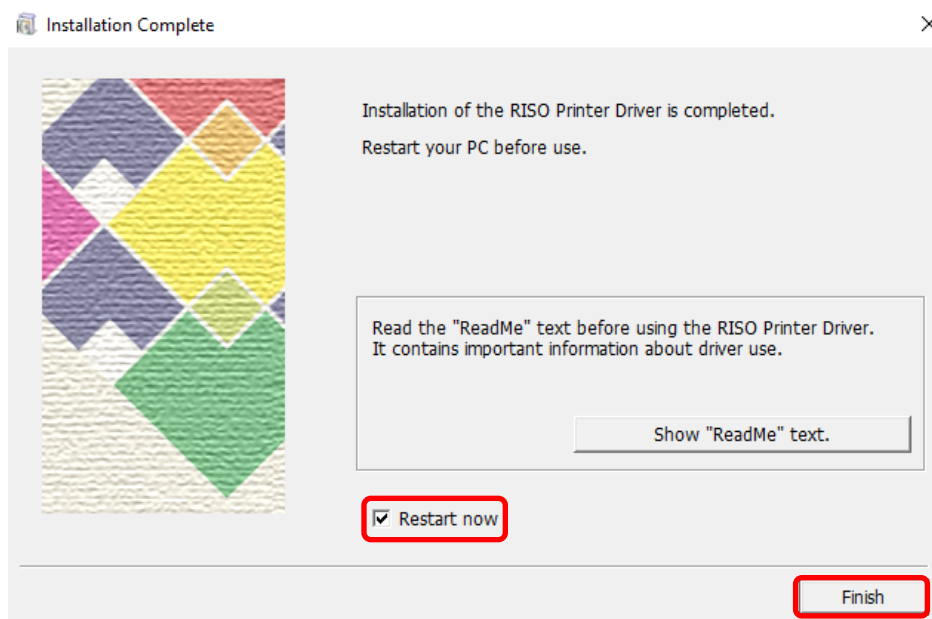 Installation Complete
Installation of the RISO Printer Driver is completed.
Restart your PC before use.
Read the "ReadMe" text before using the RISO Printer Driver.
It contains important information about driver use.
Show "ReadMe" text.
Restart now
Finish